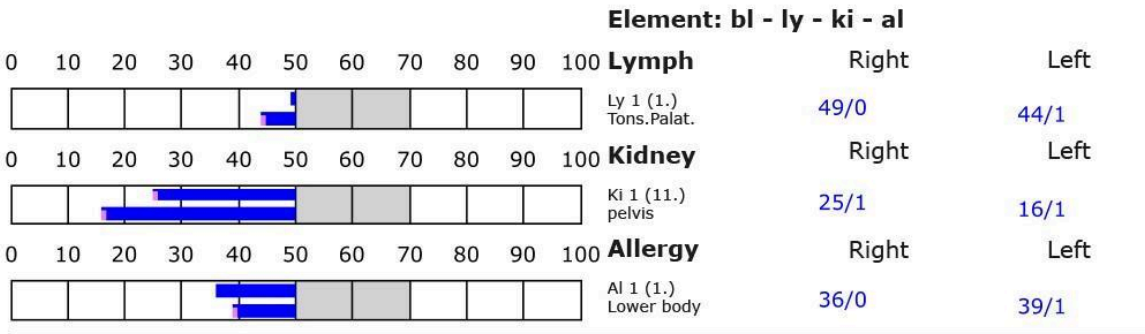 Element: bl - ly - ki - al
0 10 20 30 40 50 60 70 80 90 100 Lymph Right Left
Ly 1 (1.) 49/0 44/1
Tons.Palat.
0 10 20 30 40 50 60 70 80 90 100 Kidney Right Left
Ki 1 (11.) 25/1 16/1
pelvis
0 10 20 30 40 50 60 70 80 90 100 Allergy Right Left
Al 1 (1.) 36/0 39/1
Lower body